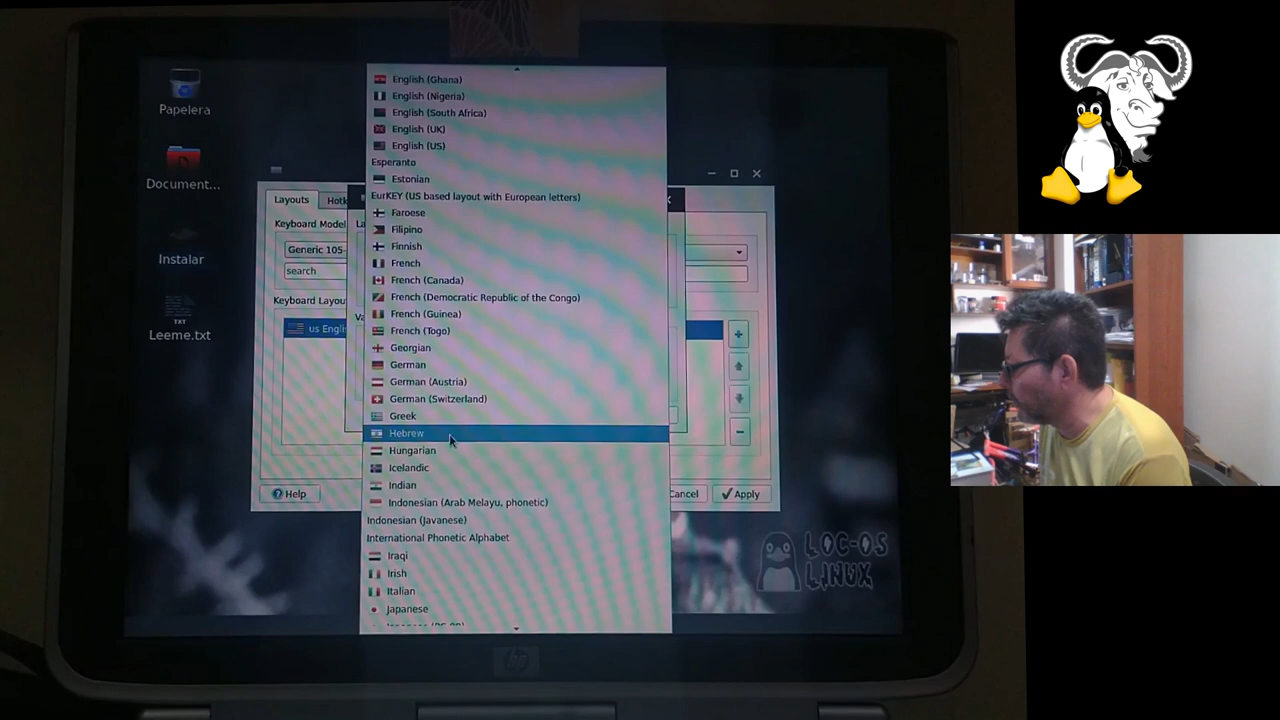 Papelera
Document...
Instalar
TXT
Leeme.txt
Layouts
Keyboard Model
Generic 105-
search
us Engli
Help
Cancel
Apply
English (Ghana)
English (Nigeria)
English (South Africa)
English (UK)
English (US)
Esperanto
Estonian
EurKEY (US based layout with European letters)
Faroese
Filipino
Finnish
French
French (Canada)
French (Democratic Republic of the Congo)
French (Guinea)
French (Togo)
Georgian
German
German (Austria)
German (Switzerland)
Greek
Hebrew
Hungarian
Icelandic
Indian
Indonesian (Arab Melayu, phonetic)
Indonesian (Javanese)
International Phonetic Alphabet
Iraqi
Irish
Italian
Japanese
LOC-OS
LINUX
hp